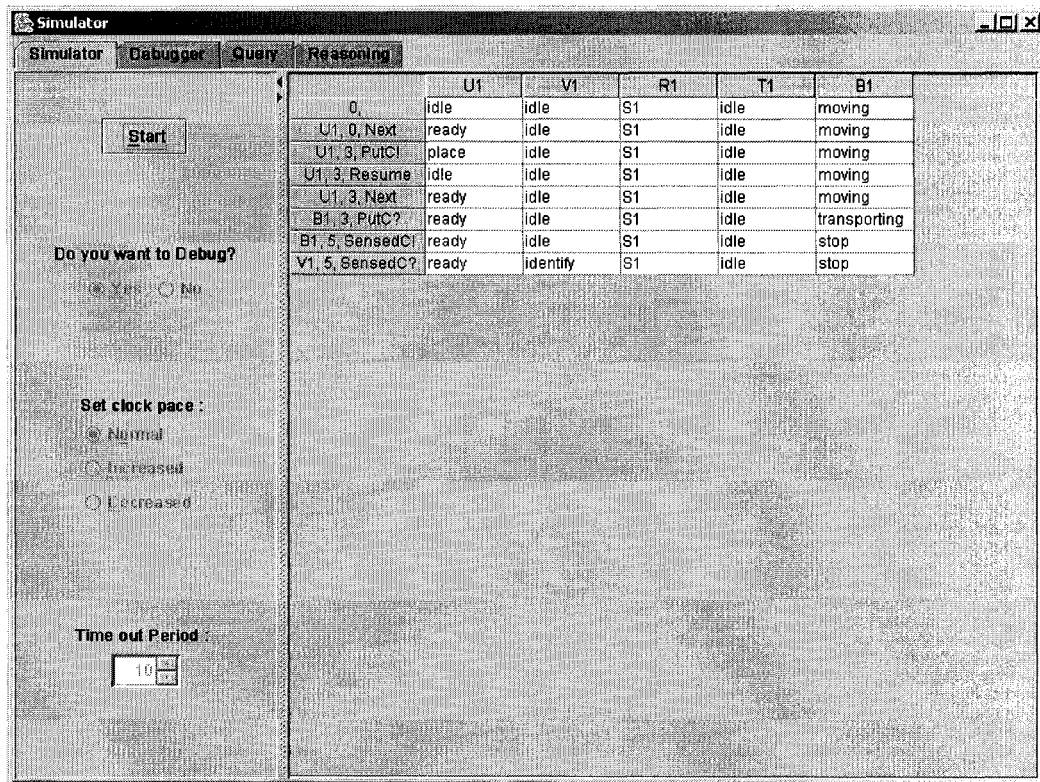 Simulator
Simulator Debugger Query Reasoning
Start
Do you want to Debug?
Yes No
Set clock pace :
Normal
Increased
Decreased
Time out Period :
10
U1 V1 R1 T1 B1
0, idle idle S1 idle moving
U1, 0, Next ready idle S1 idle moving
U1, 3, PutC! place idle S1 idle moving
U1, 3, Resume idle idle S1 idle moving
U1, 3, Next ready idle S1 idle moving
B1, 3, PutC? ready idle S1 idle transporting
B1, 5, SensedC! ready idle S1 idle stop
V1, 5, SensedC? ready identify S1 idle stop